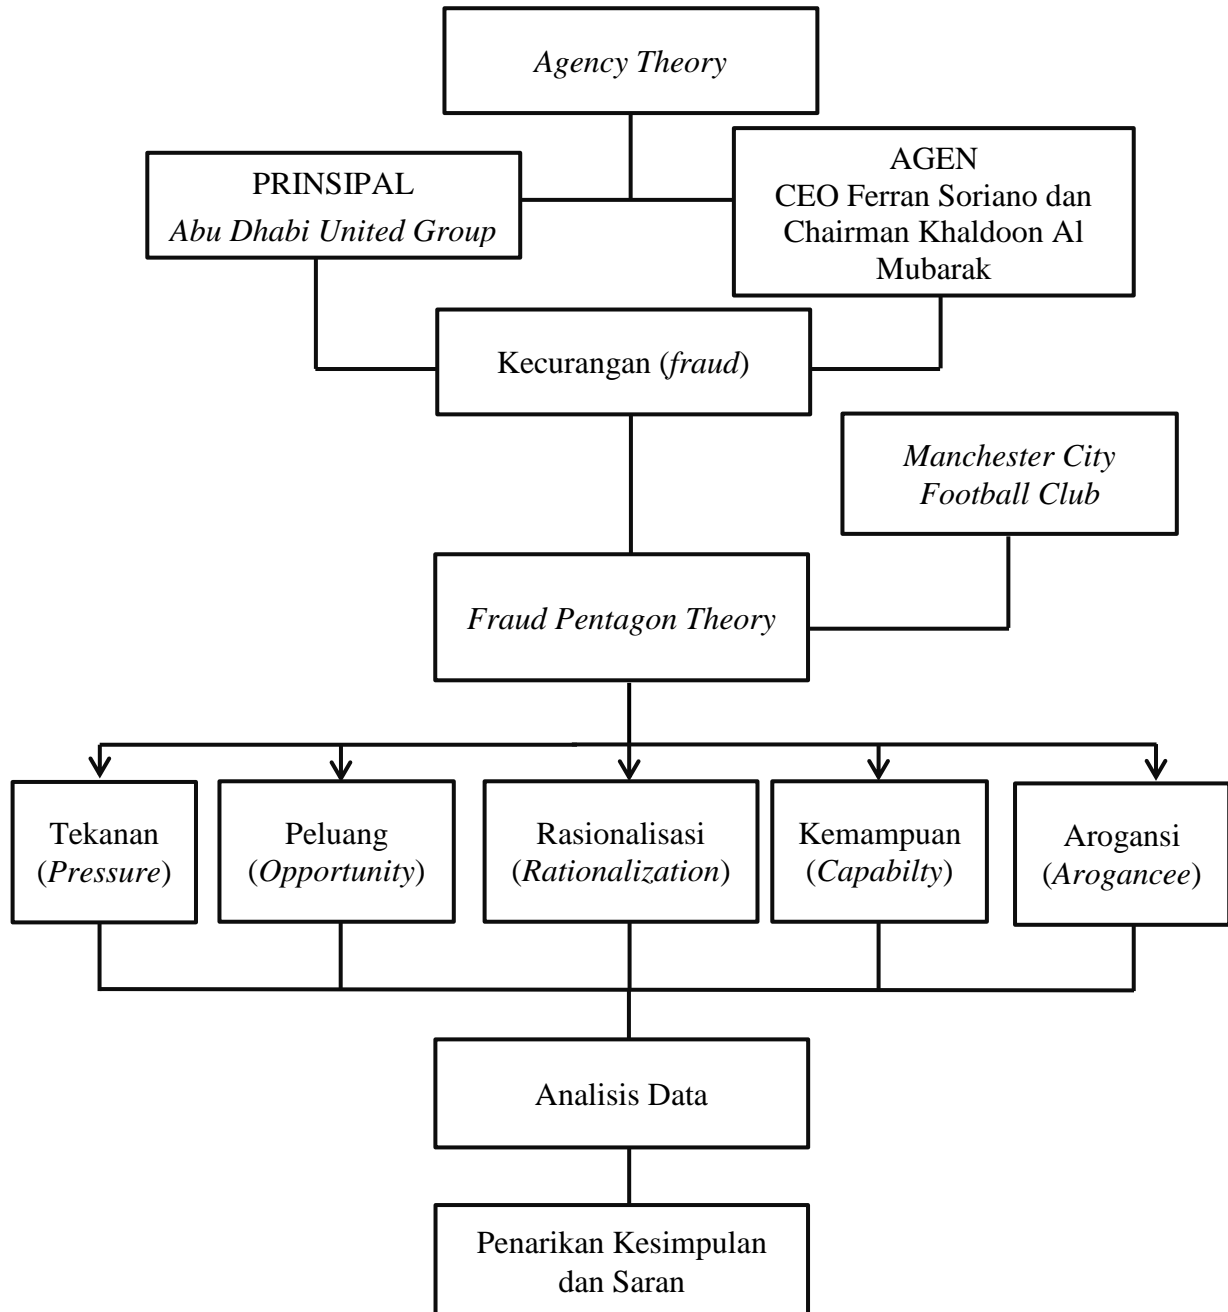 Agency Theory
PRINSIPAL
Abu Dhabi United Group
AGEN
CEO Ferran Soriano dan
Chairman Khaldoon Al
Mubarak
Kecurangan (fraud)
Manchester City
Football Club
Fraud Pentagon Theory
Tekanan
(Pressure)
Peluang
(Opportunity)
Rasionalisasi
(Rationalization)
Kemampuan
(Capabilty)
Arogansi
(Arogancee)
Analisis Data
Penarikan Kesimpulan
dan Saran